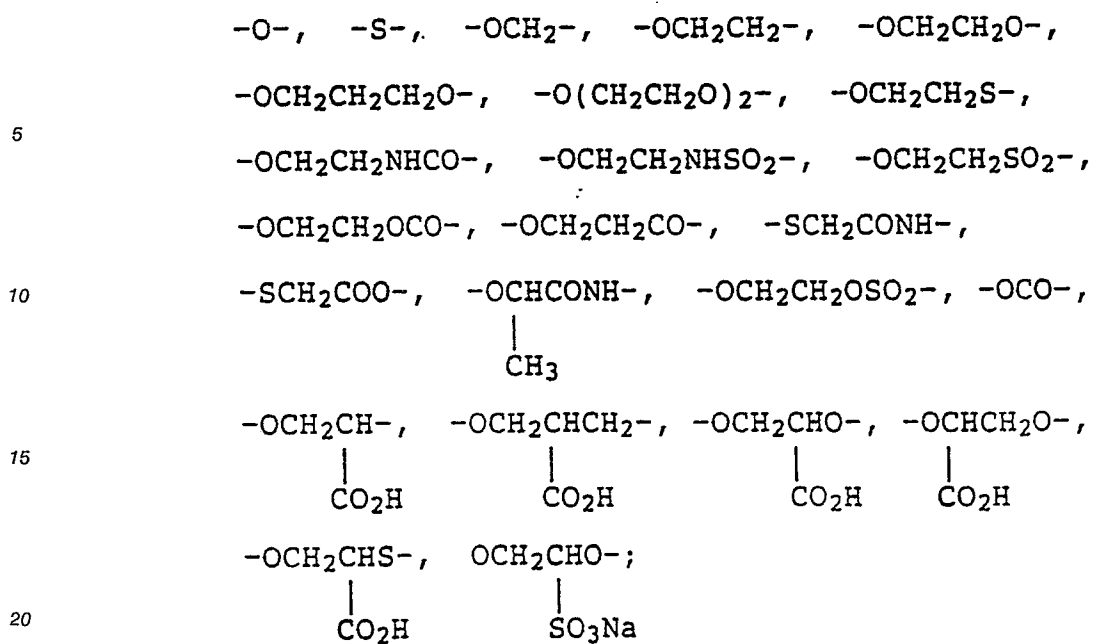 -O-, -S-, -OCH₂-, -OCH₂CH₂-, -OCH₂CH₂O-,
-OCH₂CH₂CH₂O-, -O(CH₂CH₂O)₂-, -OCH₂CH₂S-,
5
-OCH₂CH₂NHCO-, -OCH₂CH₂NHSO₂-, -OCH₂CH₂SO₂-,
-OCH₂CH₂OCO-, -OCH₂CH₂CO-, -SCH₂CONH-,
10 -SCH₂COO-, -OCHCONH-, -OCH₂CH₂OSO₂-, -OCO-,
CH₃
-OCH₂CH-, -OCH₂CHCH₂-, -OCH₂CHO-, -OCHCH₂O-,
15
CO₂H CO₂H CO₂H CO₂H
-OCH₂CHS-, OCH₂CHO-;
20 CO₂H SO₃Na